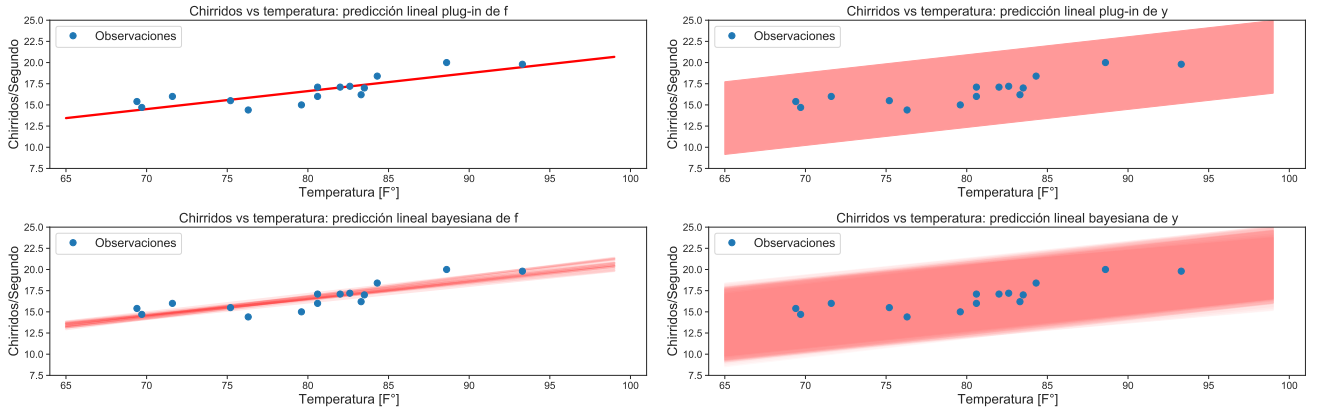 Chirridos vs temperatura: predicción lineal plug-in de f
25.0
22.5
20.0
17.5
15.0
12.5
10.0
7.5
Chirridos/Segundo
Observaciones
65 70 75 80 85 90 95 100
Temperatura [F°]
Chirridos vs temperatura: predicción lineal plug-in de y
25.0
22.5
20.0
17.5
15.0
12.5
10.0
7.5
Chirridos/Segundo
Observaciones
65 70 75 80 85 90 95 100
Temperatura [F°]
Chirridos vs temperatura: predicción lineal bayesiana de f
25.0
22.5
20.0
17.5
15.0
12.5
10.0
7.5
Chirridos/Segundo
Observaciones
65 70 75 80 85 90 95 100
Temperatura [F°]
Chirridos vs temperatura: predicción lineal bayesiana de y
25.0
22.5
20.0
17.5
15.0
12.5
10.0
7.5
Chirridos/Segundo
Observaciones
65 70 75 80 85 90 95 100
Temperatura [F°]